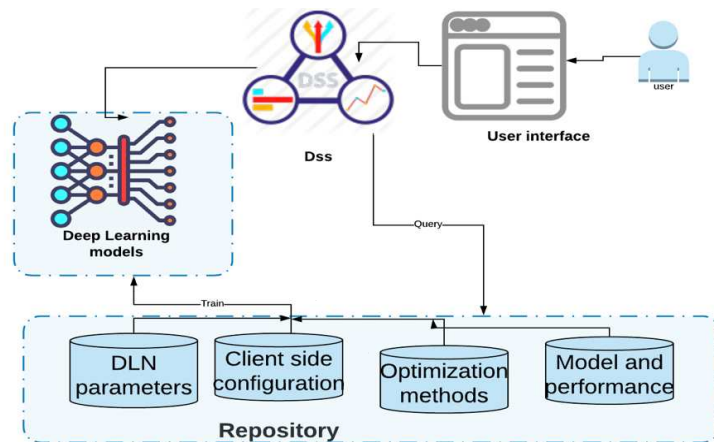 DSS
user
User interface
Dss
Deep Learning
models
Query
Train
DLN
parameters
Client side
configuration
Optimization
methods
Model and
performance
Repository